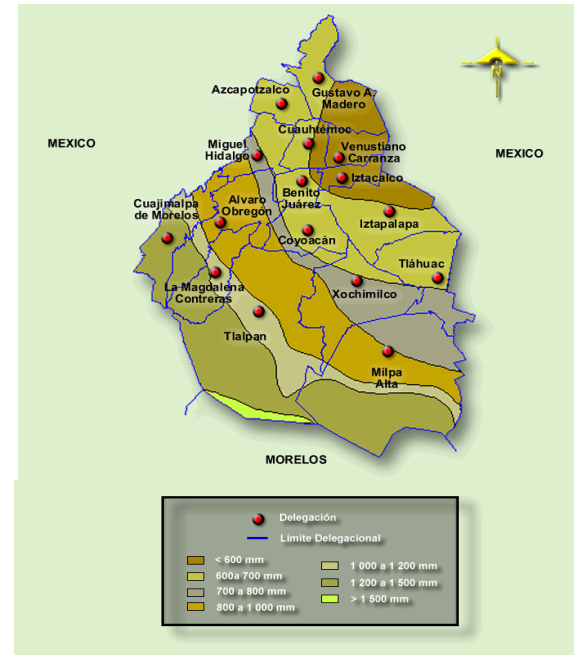 Azcapotzalco
Gustavo A.
Madero
N
MEXICO
Cuauhtémoc
Miguel
Hidalgo
Venustiano
Carranza
MEXICO
Iztacalco
Benito
Juárez
Cuajimalpa
de Morelos
Alvaro
Obregón
Iztapalapa
Coyoacán
Tláhuac
La Magdalena
Contreras
Xochimilco
Tlalpan
Milpa
Alta
MORELOS
Delegación
Límite Delegacional
< 600 mm
600a 700 mm
700 a 800 mm
800 a 1 000 mm
1 000 a 1 200 mm
1 200 a 1 500 mm
> 1 500 mm